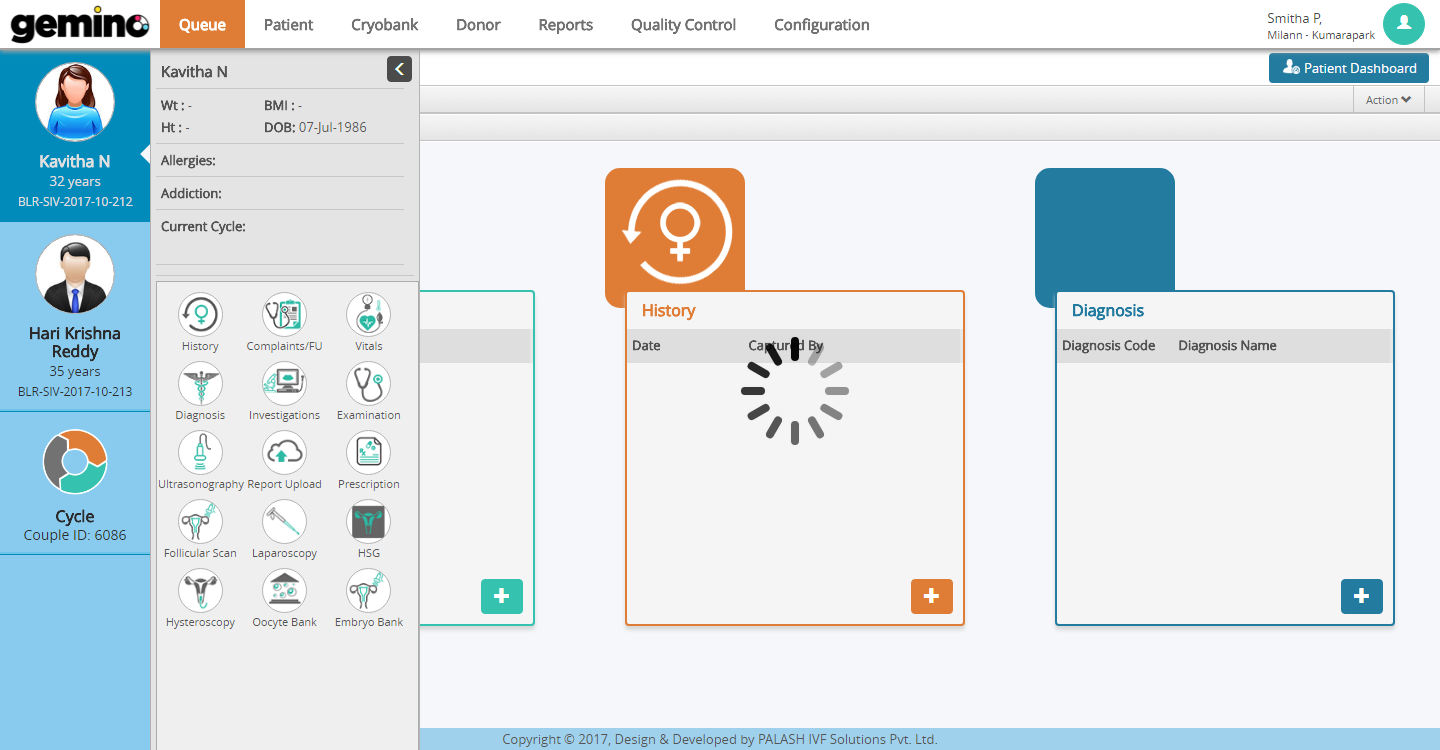 gemino
Queue
Patient
Cryobank
Donor
Reports
Quality Control
Configuration
Smitha P,
Milann - Kumarapark
Patient Dashboard
Action
Kavitha N
32 years
BLR-SIV-2017-10-212
Hari Krishna
Reddy
35 years
BLR-SIV-2017-10-213
Cycle
Couple ID: 6086
Kavitha N
Wt : -
BMI : -
Ht : -
DOB: 07-Jul-1986
Allergies:
Addiction:
Current Cycle:
History
Complaints/FU
Vitals
Diagnosis
Investigations
Examination
Ultrasonography
Report Upload
Prescription
Follicular Scan
Laparoscopy
HSG
Hysteroscopy
Oocyte Bank
Embryo Bank
History
Date
Captured By
Diagnosis
Diagnosis Code
Diagnosis Name
Copyright © 2017, Design & Developed by PALASH IVF Solutions Pvt. Ltd.